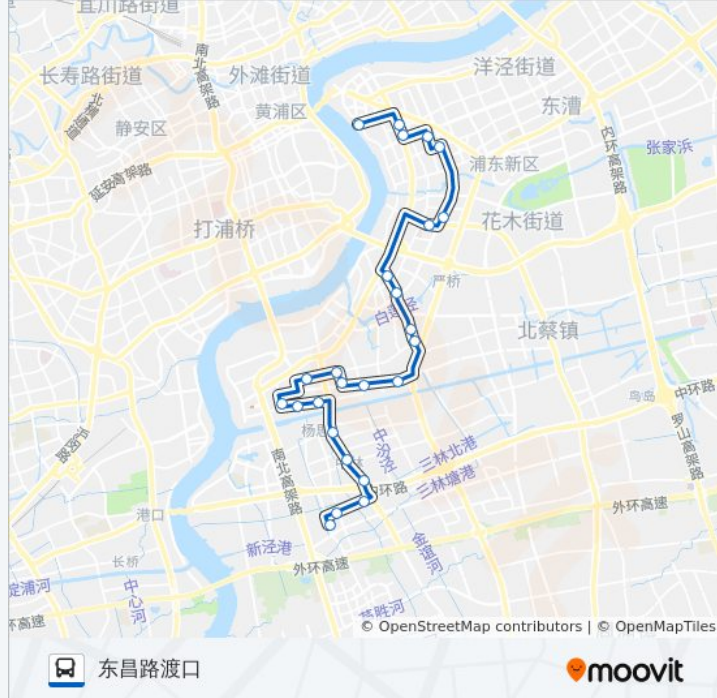 宜川路街道
长寿路街道
南北高架路
外滩街道
洋泾街道
北横通道
黄浦区
东漕
静安区
内环高架路
张家浜
延安高架路
浦东新区
打浦桥
花木街道
严桥
白莲泾
北蔡镇
中环路
鸟岛
罗山高架路
杨思
中汾泾
三林北港
沪闵路
南北高架路
中环路
三林塘港
外环高速
港口
新泾港
金谊河
长桥
外环高速
淀浦河
中心河
环高速
© OpenStreetMap contributors | © OpenMapTiles
东昌路渡口
moovit